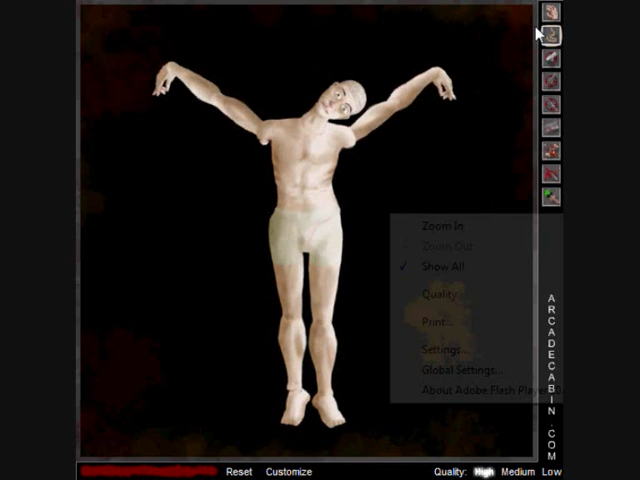 Zoom In
Zoom Out
Show All
Quality
Print...
Settings...
Global Settings...
About Adobe Flash Player
ARCADECABIN.COM
Reset Customize Quality: High Medium Low